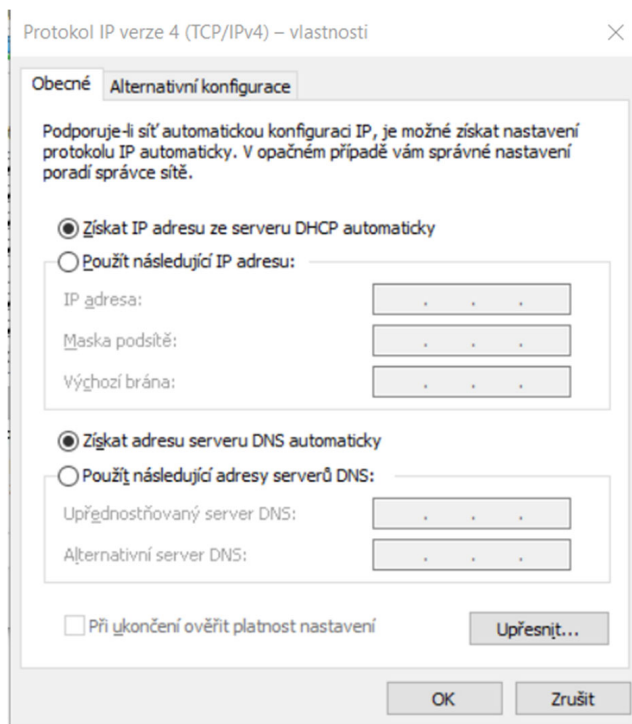 Protokol IP verze 4 (TCP/IPv4) – vlastnosti
Obecné
Alternativní konfigurace
Podporuje-li síť automatickou konfiguraci IP, je možné získat nastavení
protokolu IP automaticky. V opačném případě vám správné nastavení
poradí správce sítě.
Získat IP adresu ze serveru DHCP automaticky
Použít následující IP adresu:
IP adresa:
Maska podsítě:
Výchozí brána:
Získat adresu serveru DNS automaticky
Použít následující adresy serverů DNS:
Upřednostňovaný server DNS:
Alternativní server DNS:
Při ukončení ověřit platnost nastavení
Upřesnit...
OK
Zrušit